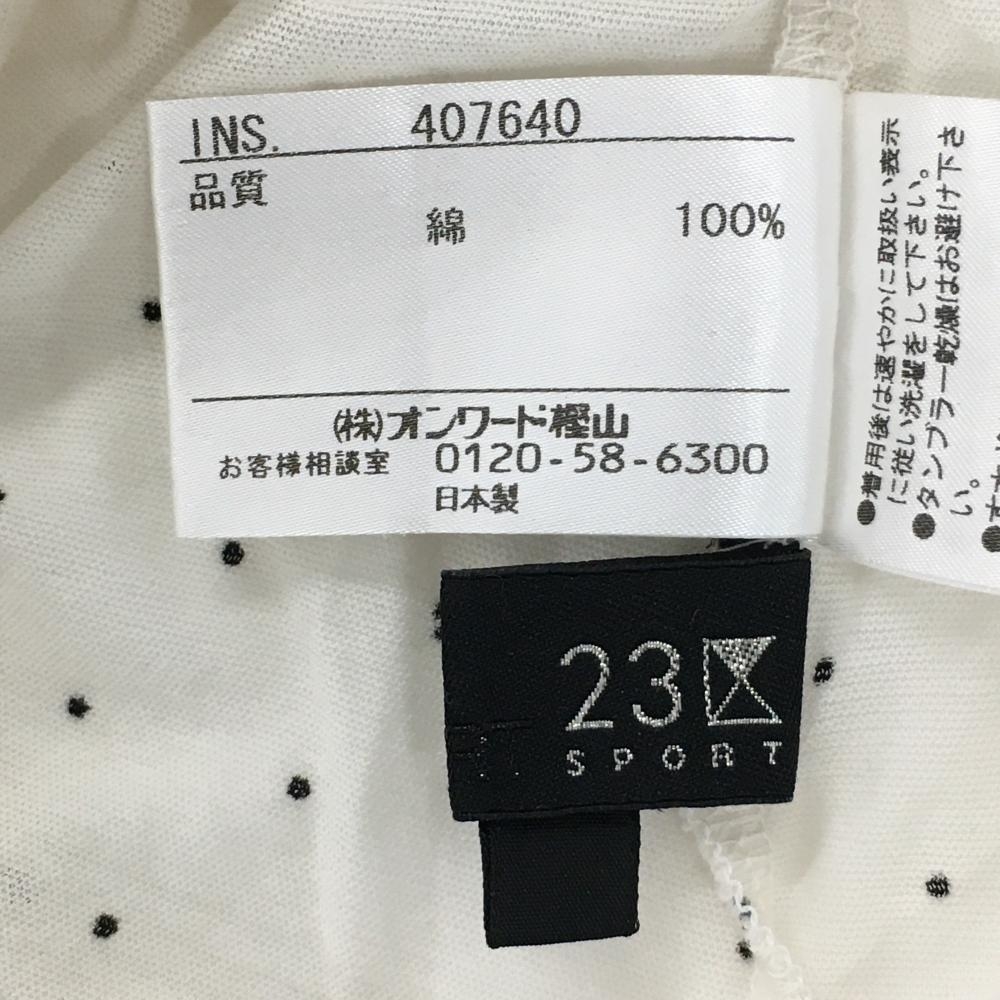 INS. 407640
品質
綿 100%
(株)オンワード樫山
お客様相談室 0120-58-6300
日本製
●着用後は速やかに取扱い表示
に従い洗濯をして下さい。
●タンブラー乾燥はお避け下さ
い。
23区
SPORT